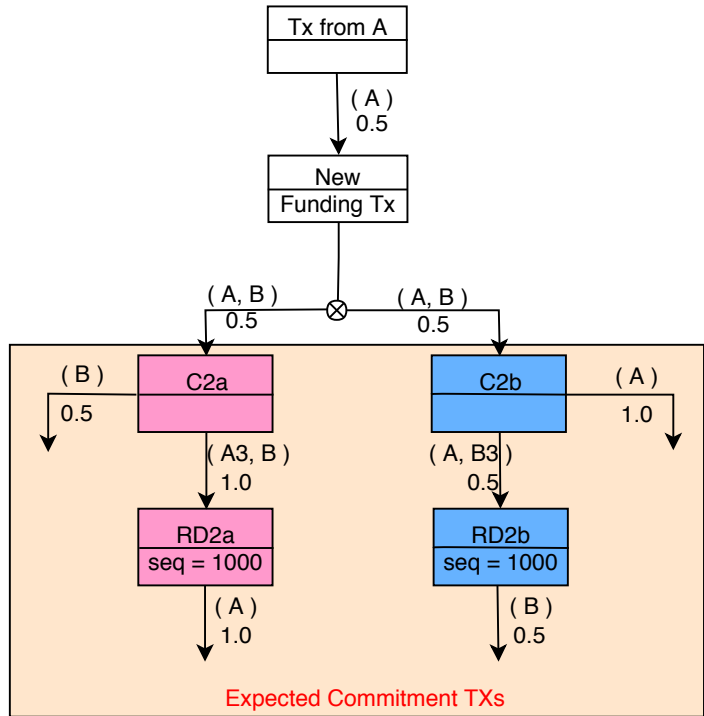 Tx from A
( A )
0.5
New
Funding Tx
( A, B )
0.5
( A, B )
0.5
( B )
0.5
C2a
C2b
( A )
1.0
( A3, B )
1.0
( A, B3 )
0.5
RD2a
seq = 1000
RD2b
seq = 1000
( A )
1.0
( B )
0.5
Expected Commitment TXs